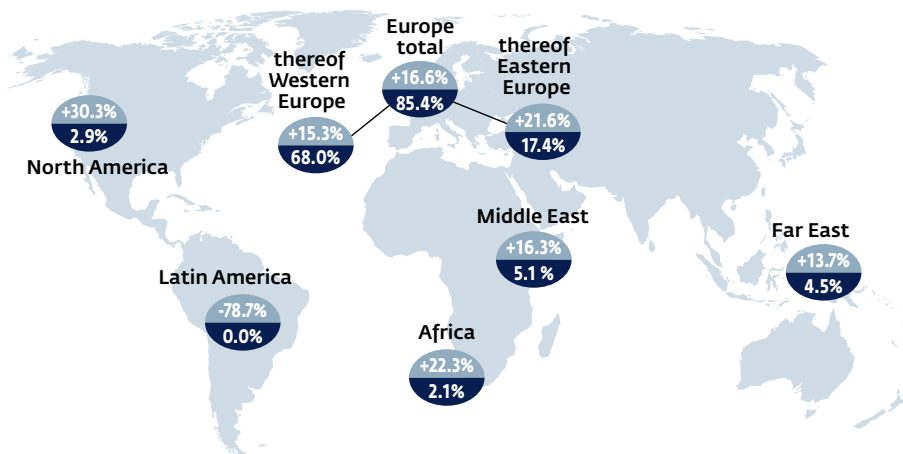 Europe
total
+16.6%
85.4%
thereof
Western
Europe
+15.3%
68.0%
thereof
Eastern
Europe
+21.6%
17.4%
+30.3%
2.9%
North America
Middle East
+16.3%
5.1 %
Far East
+13.7%
4.5%
Latin America
-78.7%
0.0%
Africa
+22.3%
2.1%